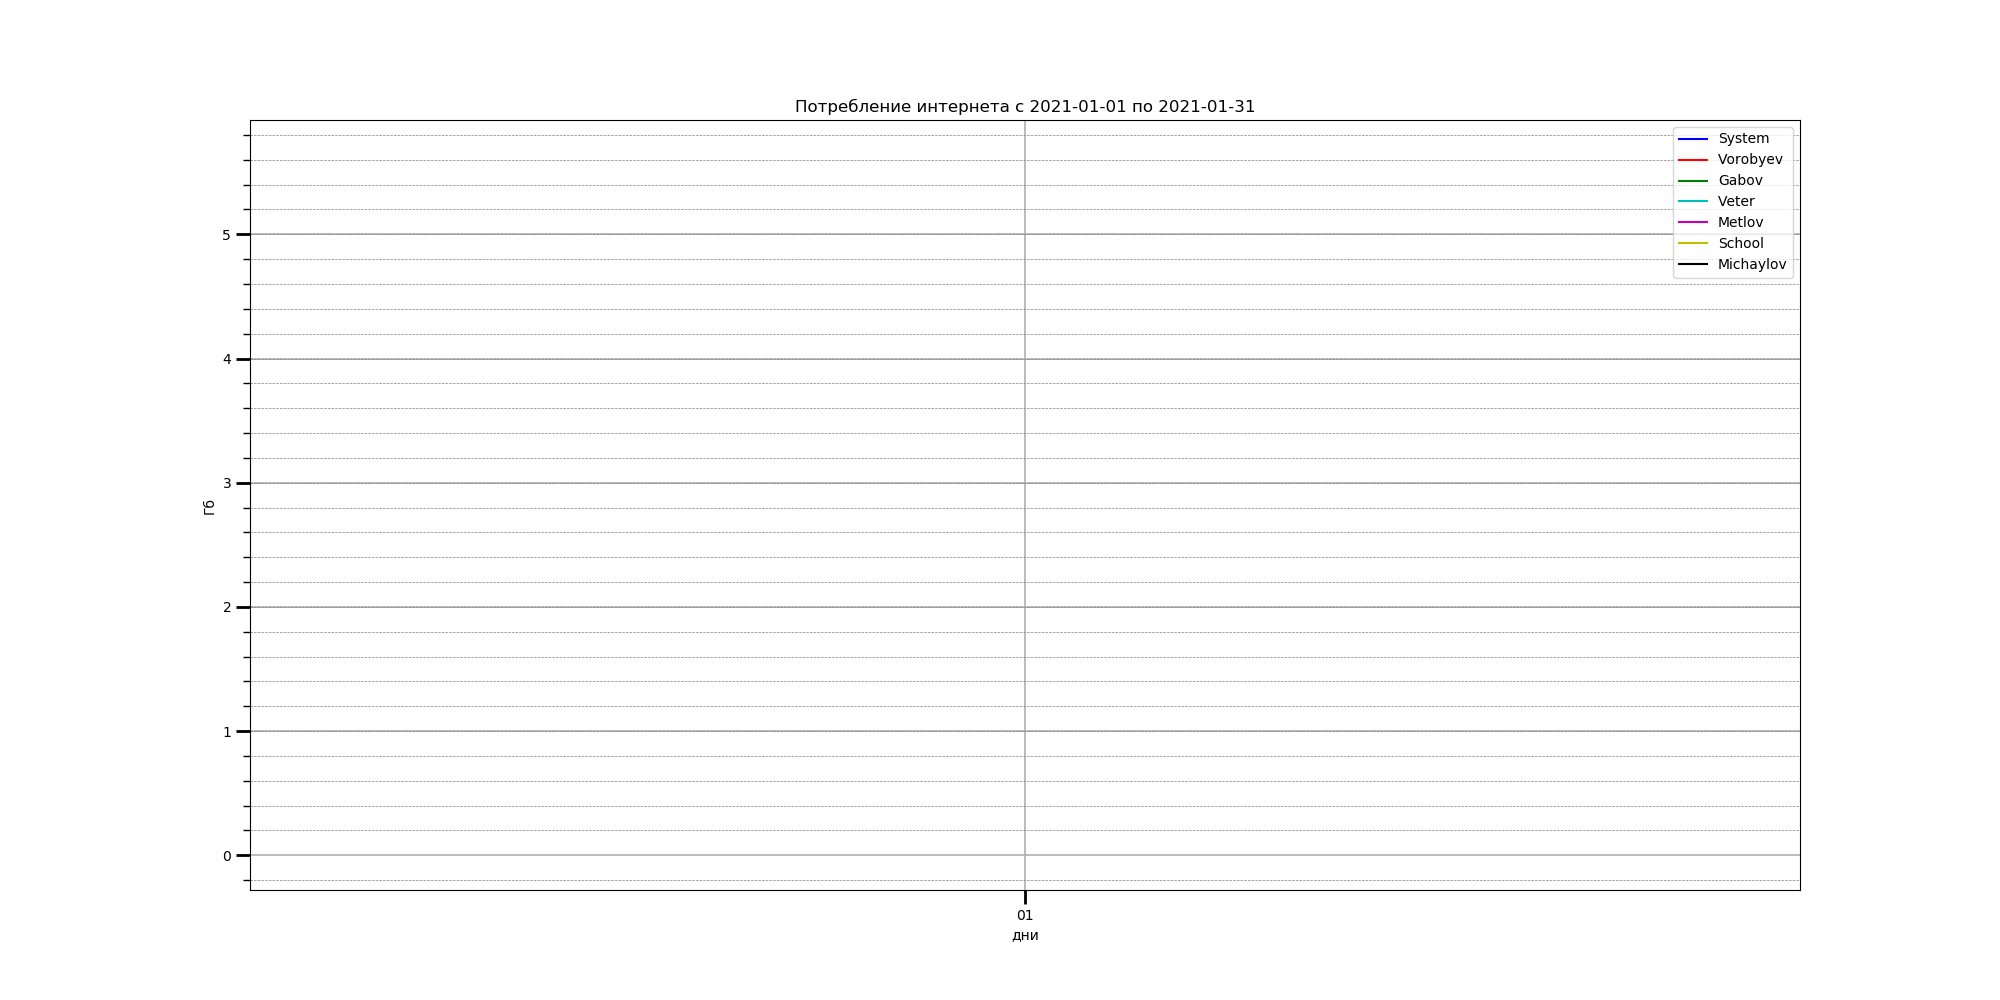 Потребление интернета с 2021-01-01 по 2021-01-31
System
Vorobyev
Gabov
Veter
Metlov
School
Michaylov
5
4
3
2
1
0
Гб
01
дни